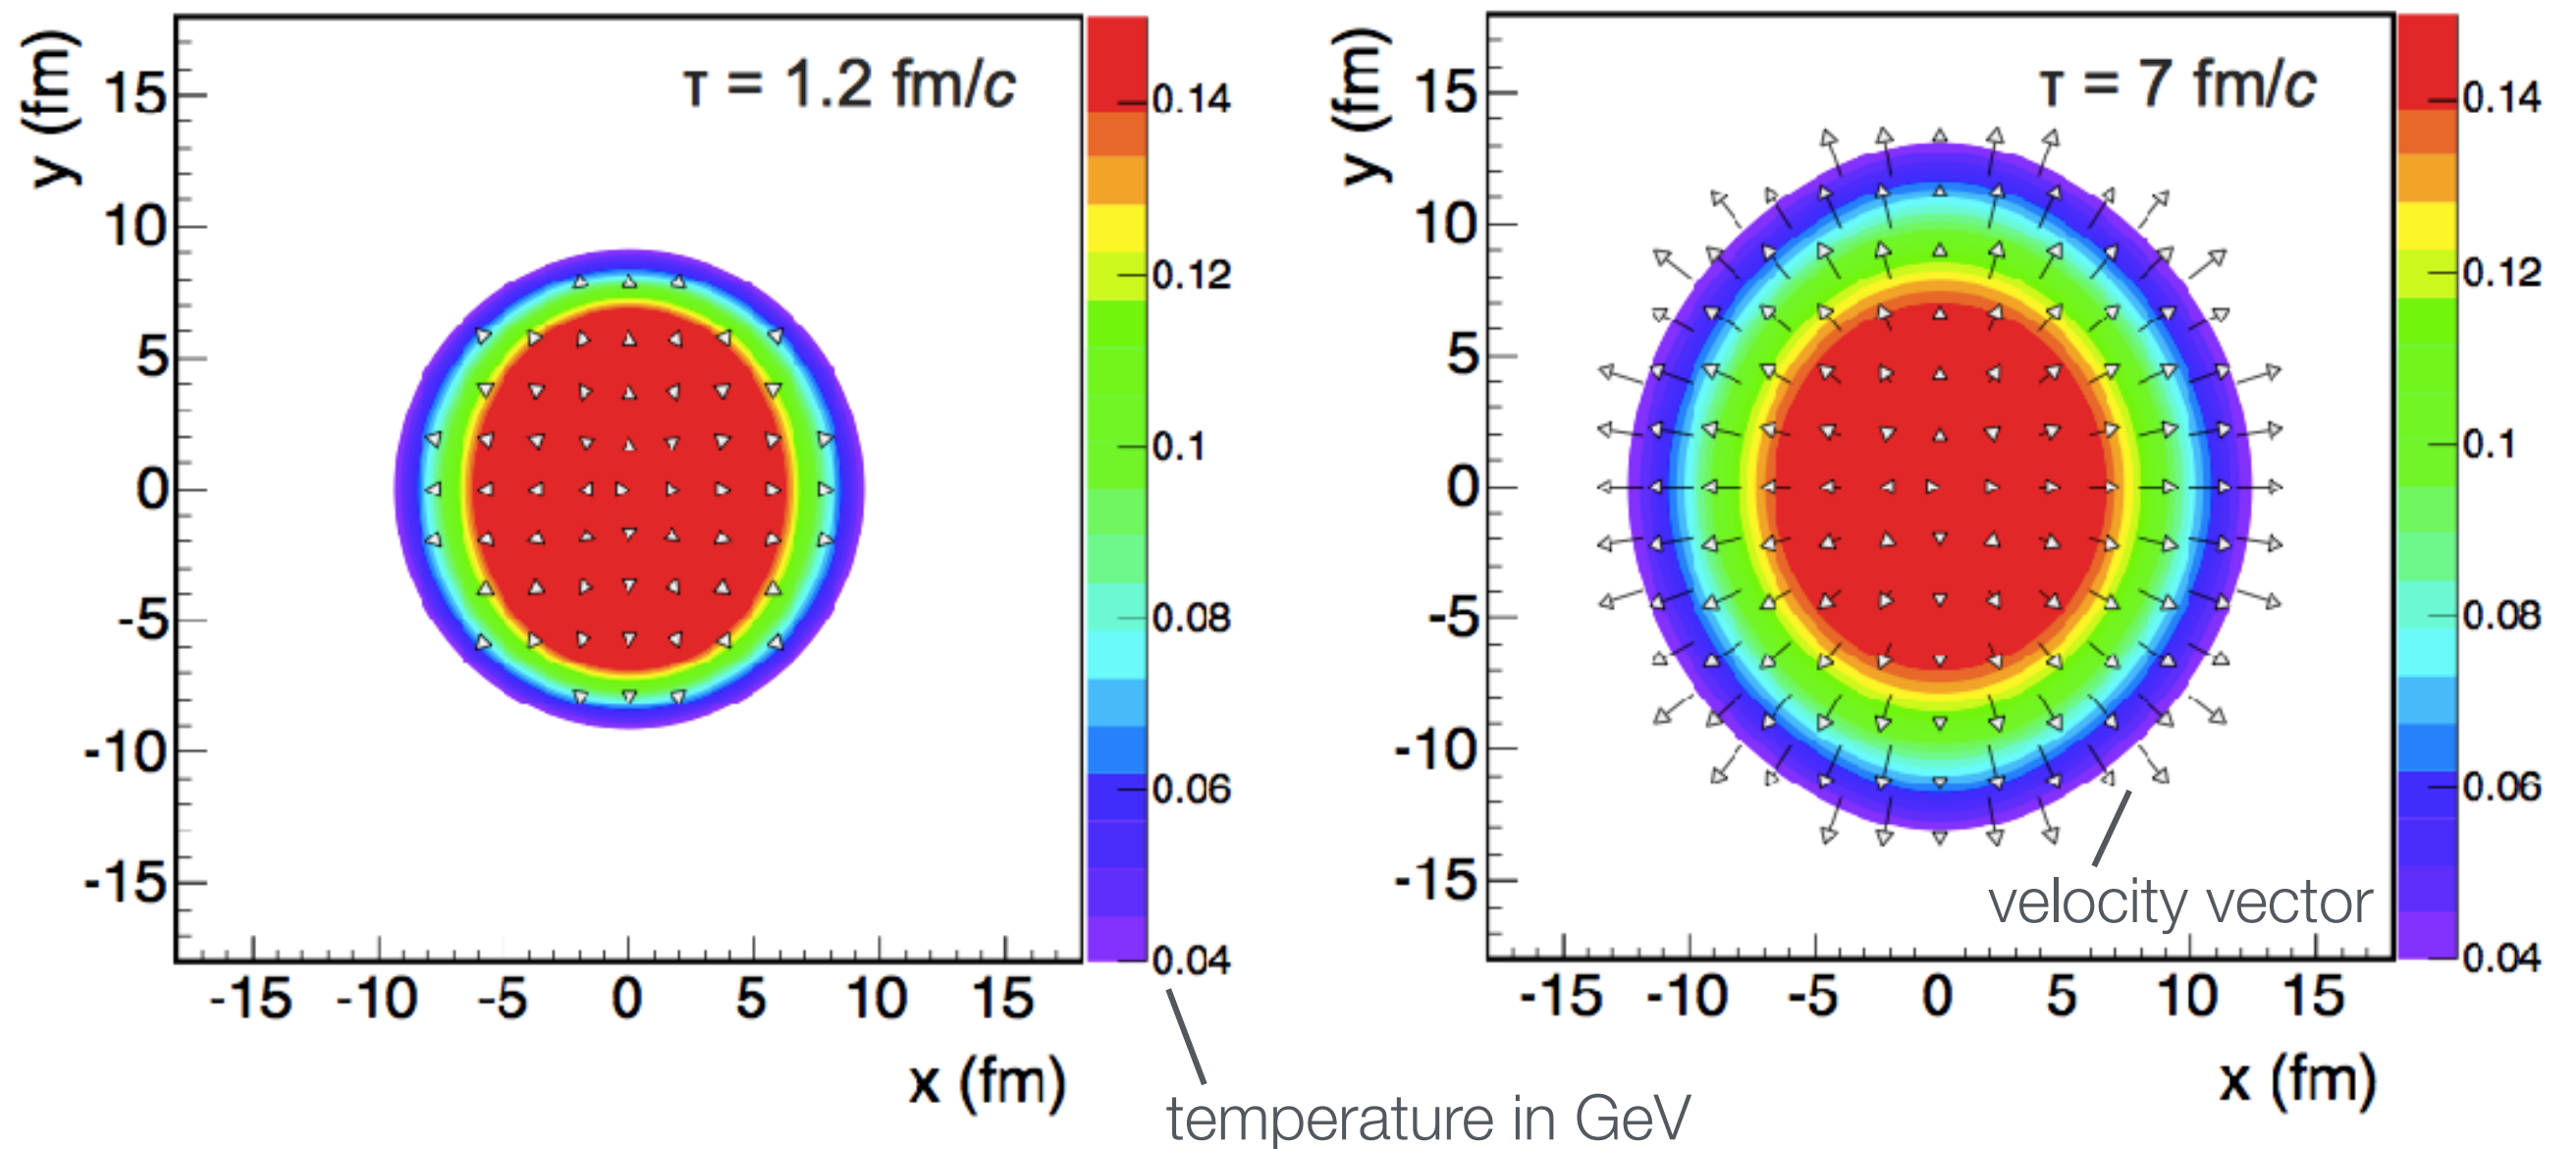 y (fm)
τ = 1.2 fm/c
15
10
5
0
-5
-10
-15
-15 -10 -5 0 5 10 15
x (fm)
0.14
0.12
0.1
0.08
0.06
0.04
temperature in GeV
y (fm)
τ = 7 fm/c
15
10
5
0
-5
-10
-15
velocity vector
-15 -10 -5 0 5 10 15
x (fm)
0.14
0.12
0.1
0.08
0.06
0.04